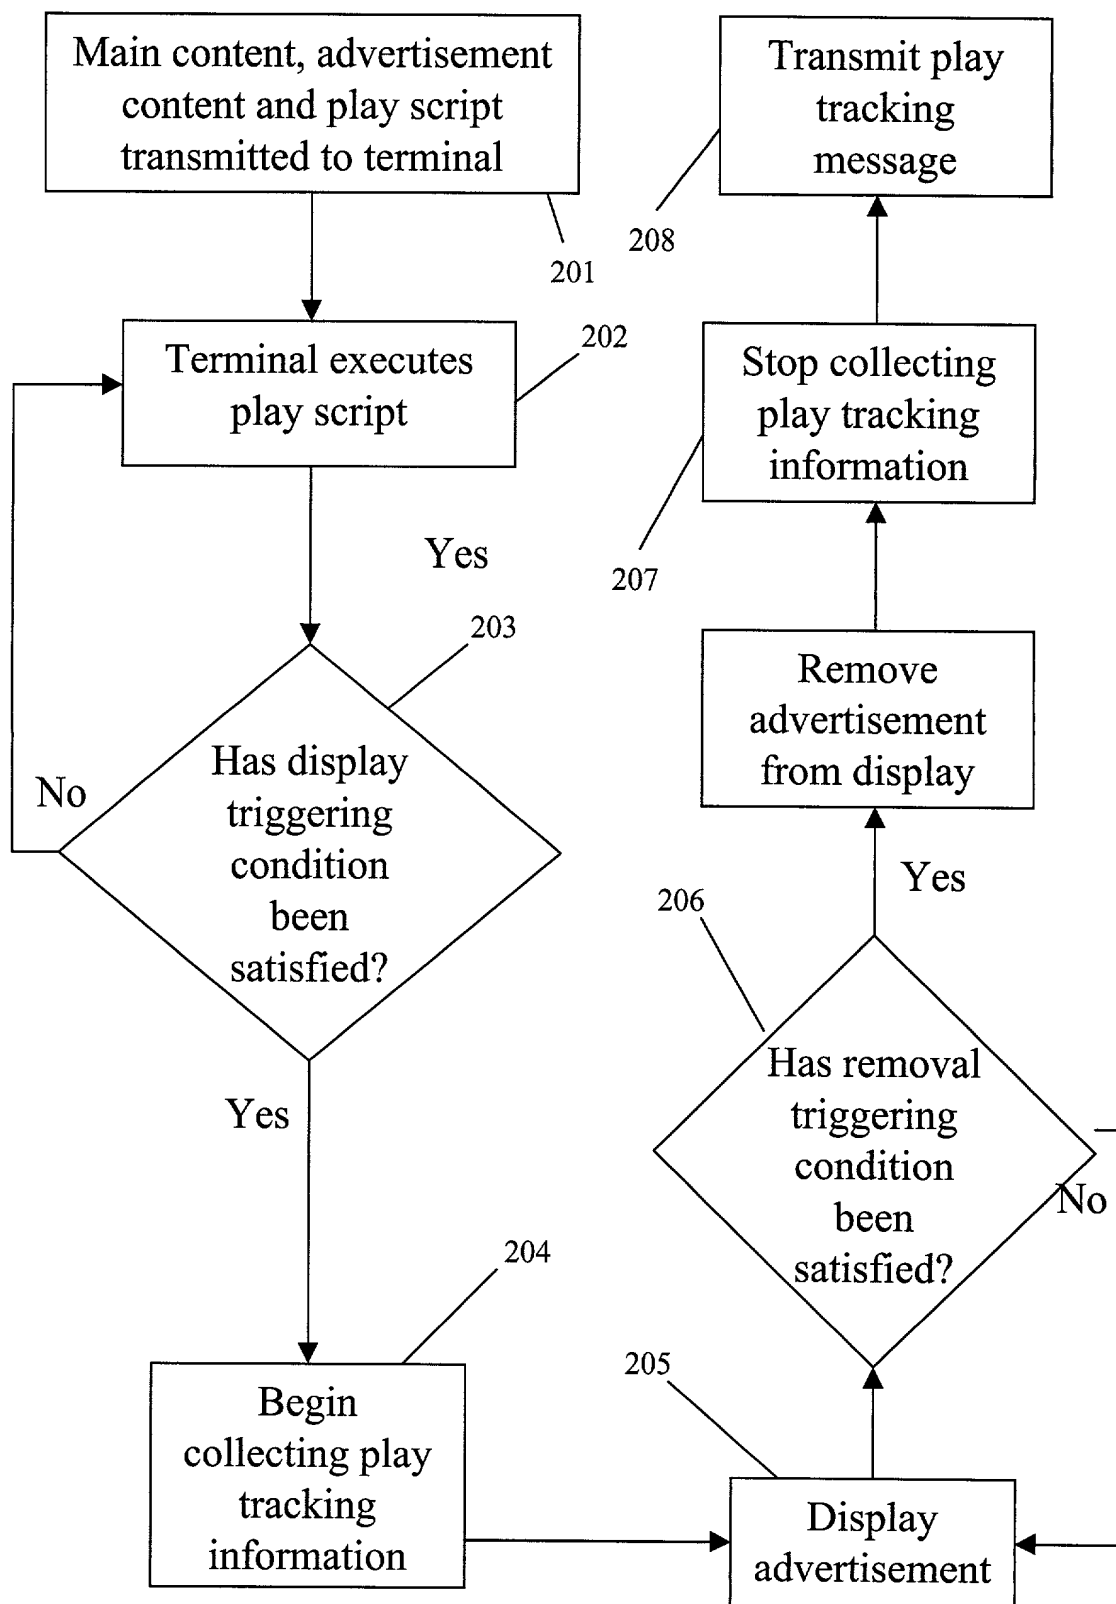 Main content, advertisement
content and play script
transmitted to terminal
201
Terminal executes
play script
202
Yes
203
Has display
triggering
condition
been
satisfied?
No
Yes
204
Begin
collecting play
tracking
information
205
Display
advertisement
206
Has removal
triggering
condition
been
satisfied?
No
Yes
Remove
advertisement
from display
207
Stop collecting
play tracking
information
208
Transmit play
tracking
message